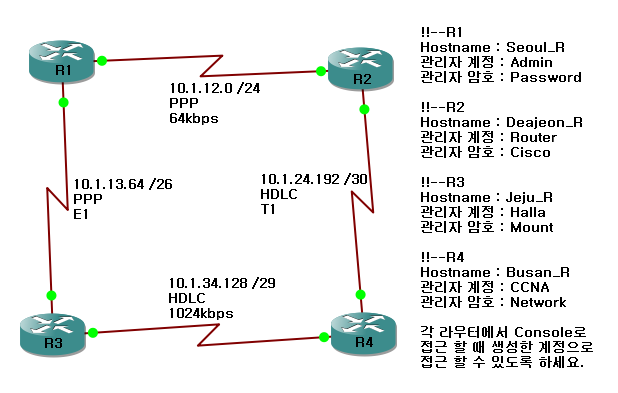 R1
R2
10.1.12.0 /24
PPP
64kbps
10.1.13.64 /26
PPP
E1
10.1.24.192 /30
HDLC
T1
10.1.34.128 /29
HDLC
1024kbps
R3
R4
!!--R1
Hostname : Seoul_R
관리자 계정 : Admin
관리자 암호 : Password
!!--R2
Hostname : Deajeon_R
관리자 계정 : Router
관리자 암호 : Cisco
!!--R3
Hostname : Jeju_R
관리자 계정 : Halla
관리자 암호 : Mount
!!--R4
Hostname : Busan_R
관리자 계정 : CCNA
관리자 암호 : Network
각 라우터에서 Console로
접근 할 때 생성한 계정으로
접근 할 수 있도록 하세요.